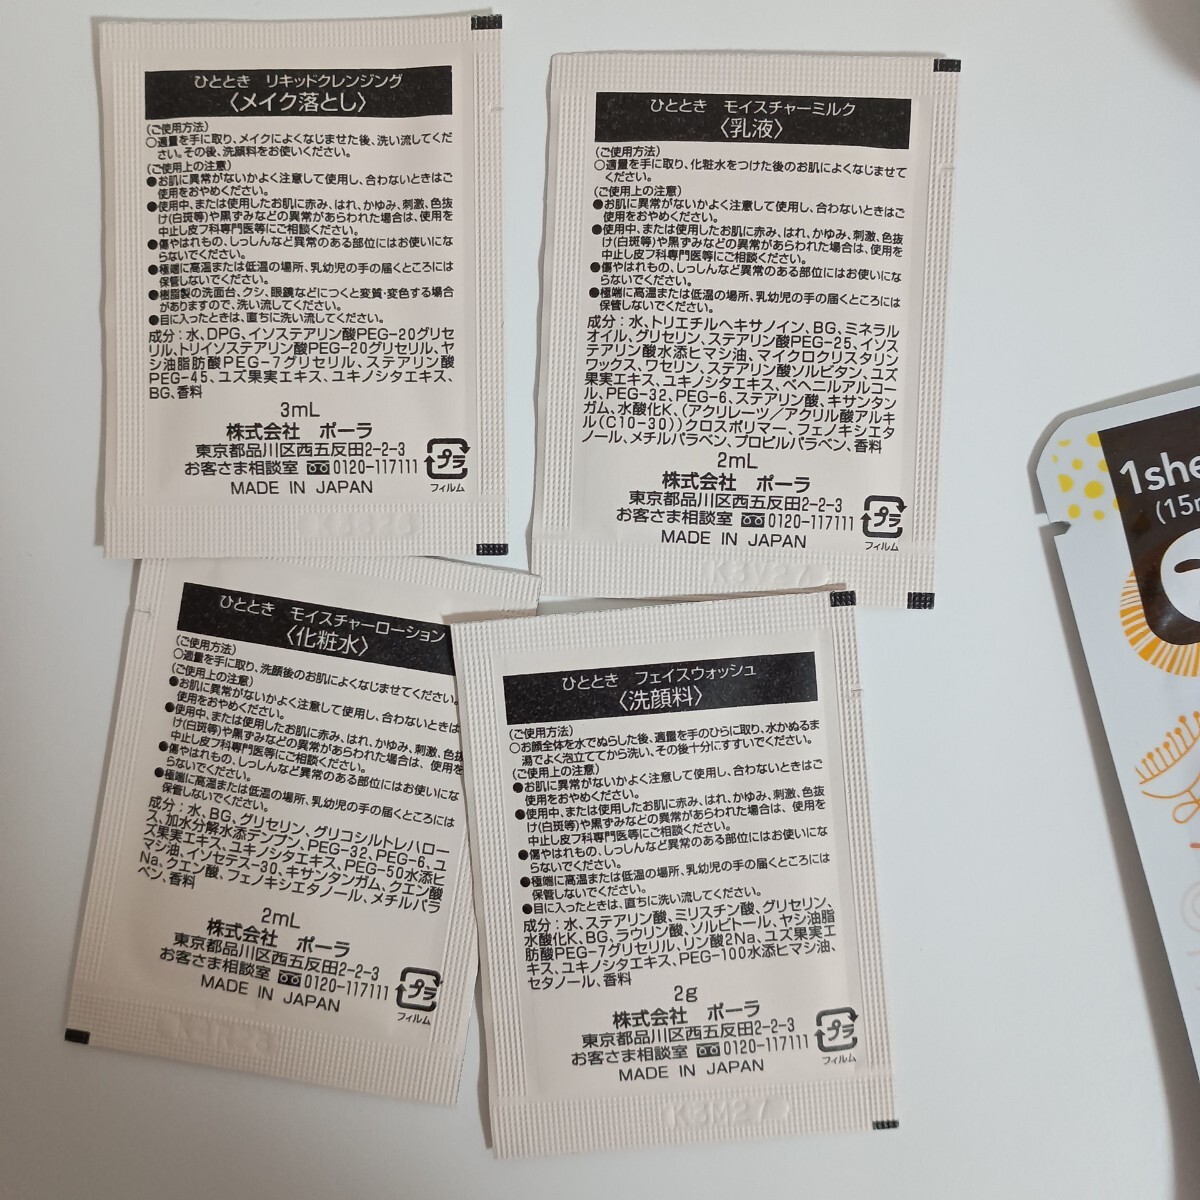 ひととき リキッドクレンジング
〈メイク落とし〉
(ご使用方法)
○適量を手に取り、メイクによくなじませた後、洗い流してくだ
さい。その後、洗顔料をお使いください。
(ご使用上の注意)
●お肌に異常がないかよく注意して使用し、合わないときはご
使用をおやめください。
●使用中、または使用したお肌に赤み、はれ、かゆみ、刺激、色抜
け(白斑等)や黒ずみなどの異常があらわれた場合は、使用を
中止し皮フ科専門医等にご相談ください。
●傷やはれもの、しっしんなど異常のある部位にはお使いにな
らないでください。
●極端に高温または低温の場所、乳幼児の手の届くところには
保管しないでください。
●樹脂製の洗面台、クシ、眼鏡などにつくと変質・変色する場合
がありますので、洗い流してください。
●目に入ったときは、直ちに洗い流してください。
成分：水、DPG、イソステアリン酸PEG-20グリセ
リル、トリイソステアリン酸PEG-20グリセリル、ヤ
シ油脂肪酸PEG-7グリセリル、ステアリン酸
PEG-45、ユズ果実エキス、ユキノシタエキス、
BG、香料
3mL
株式会社 ポーラ
東京都品川区西五反田2-2-3
お客さま相談室 0120-117111
MADE IN JAPAN
プラ
フィルム
ひととき モイスチャーミルク
〈乳液〉
(ご使用方法)
○適量を手に取り、化粧水をつけた後のお肌によくなじませて
ください。
(ご使用上の注意)
●お肌に異常がないかよく注意して使用し、合わないときはご
使用をおやめください。
●使用中、または使用したお肌に赤み、はれ、かゆみ、刺激、色抜
け(白斑等)や黒ずみなどの異常があらわれた場合は、使用を
中止し皮フ科専門医等にご相談ください。
●傷やはれもの、しっしんなど異常のある部位にはお使いにな
らないでください。
●極端に高温または低温の場所、乳幼児の手の届くところには
保管しないでください。
成分：水、トリエチルヘキサノイン、BG、ミネラル
オイル、グリセリン、ステアリン酸PEG-25、イソス
テアリン酸水添ヒマシ油、マイクロクリスタリン
ワックス、ワセリン、ステアリン酸ソルビタン、ユズ
果実エキス、ユキノシタエキス、ベヘニルアルコー
ル、PEG-32、PEG-6、ステアリン酸、キサンタン
ガム、水酸化K、(アクリレーツ／アクリル酸アルキ
ル(C10-30))クロスポリマー、フェノキシエタ
ノール、メチルパラベン、プロピルパラベン、香料
2mL
株式会社 ポーラ
東京都品川区西五反田2-2-3
お客さま相談室 0120-117111
MADE IN JAPAN
プラ
フィルム
ひととき モイスチャーローション
〈化粧水〉
(ご使用方法)
○適量を手に取り、洗顔後のお肌によくなじませてください。
(ご使用上の注意)
●お肌に異常がないかよく注意して使用し、合わないときは
使用をおやめください。
●使用中、または使用したお肌に赤み、はれ、かゆみ、刺激、色抜
け(白斑等)や黒ずみなどの異常があらわれた場合は、使用を
中止し皮フ科専門医等にご相談ください。
●傷やはれもの、しっしんなど異常のある部位にはお使いにな
らないでください。
●極端に高温または低温の場所、乳幼児の手の届くところには
保管しないでください。
成分：水、BG、グリセリン、グリコシルトレハロー
ス、加水分解水添デンプン、PEG-32、PEG-6、ユ
ズ果実エキス、ユキノシタエキス、PEG-50水添ヒ
マシ油、イソセテス-30、キサンタンガム、クエン酸
Na、クエン酸、フェノキシエタノール、メチルパラ
ベン、香料
2mL
株式会社 ポーラ
東京都品川区西五反田2-2-3
お客さま相談室 0120-117111
MADE IN JAPAN
プラ
フィルム
ひととき フェイスウォッシュ
〈洗顔料〉
(ご使用方法)
○お顔全体を水でぬらした後、適量を手のひらに取り、水かぬるま
湯でよく泡立ててから洗い、その後十分にすすいでください。
(ご使用上の注意)
●お肌に異常がないかよく注意して使用し、合わないときはご
使用をおやめください。
●使用中、または使用したお肌に赤み、はれ、かゆみ、刺激、色抜
け(白斑等)や黒ずみなどの異常があらわれた場合は、使用を
中止し皮フ科専門医等にご相談ください。
●傷やはれもの、しっしんなど異常のある部位にはお使いにな
らないでください。
●極端に高温または低温の場所、乳幼児の手の届くところには
保管しないでください。
●目に入ったときは、直ちに洗い流してください。
成分：水、ステアリン酸、ミリスチン酸、グリセリン、
水酸化K、BG、ラウリン酸、ソルビトール、ヤシ油脂
肪酸PEG-7グリセリル、リン酸2Na、ユズ果実エ
キス、ユキノシタエキス、PEG-100水添ヒマシ油、
セタノール、香料
2g
株式会社 ポーラ
東京都品川区西五反田2-2-3
お客さま相談室 0120-117111
MADE IN JAPAN
プラ
フィルム
K3M27
1she
(15m